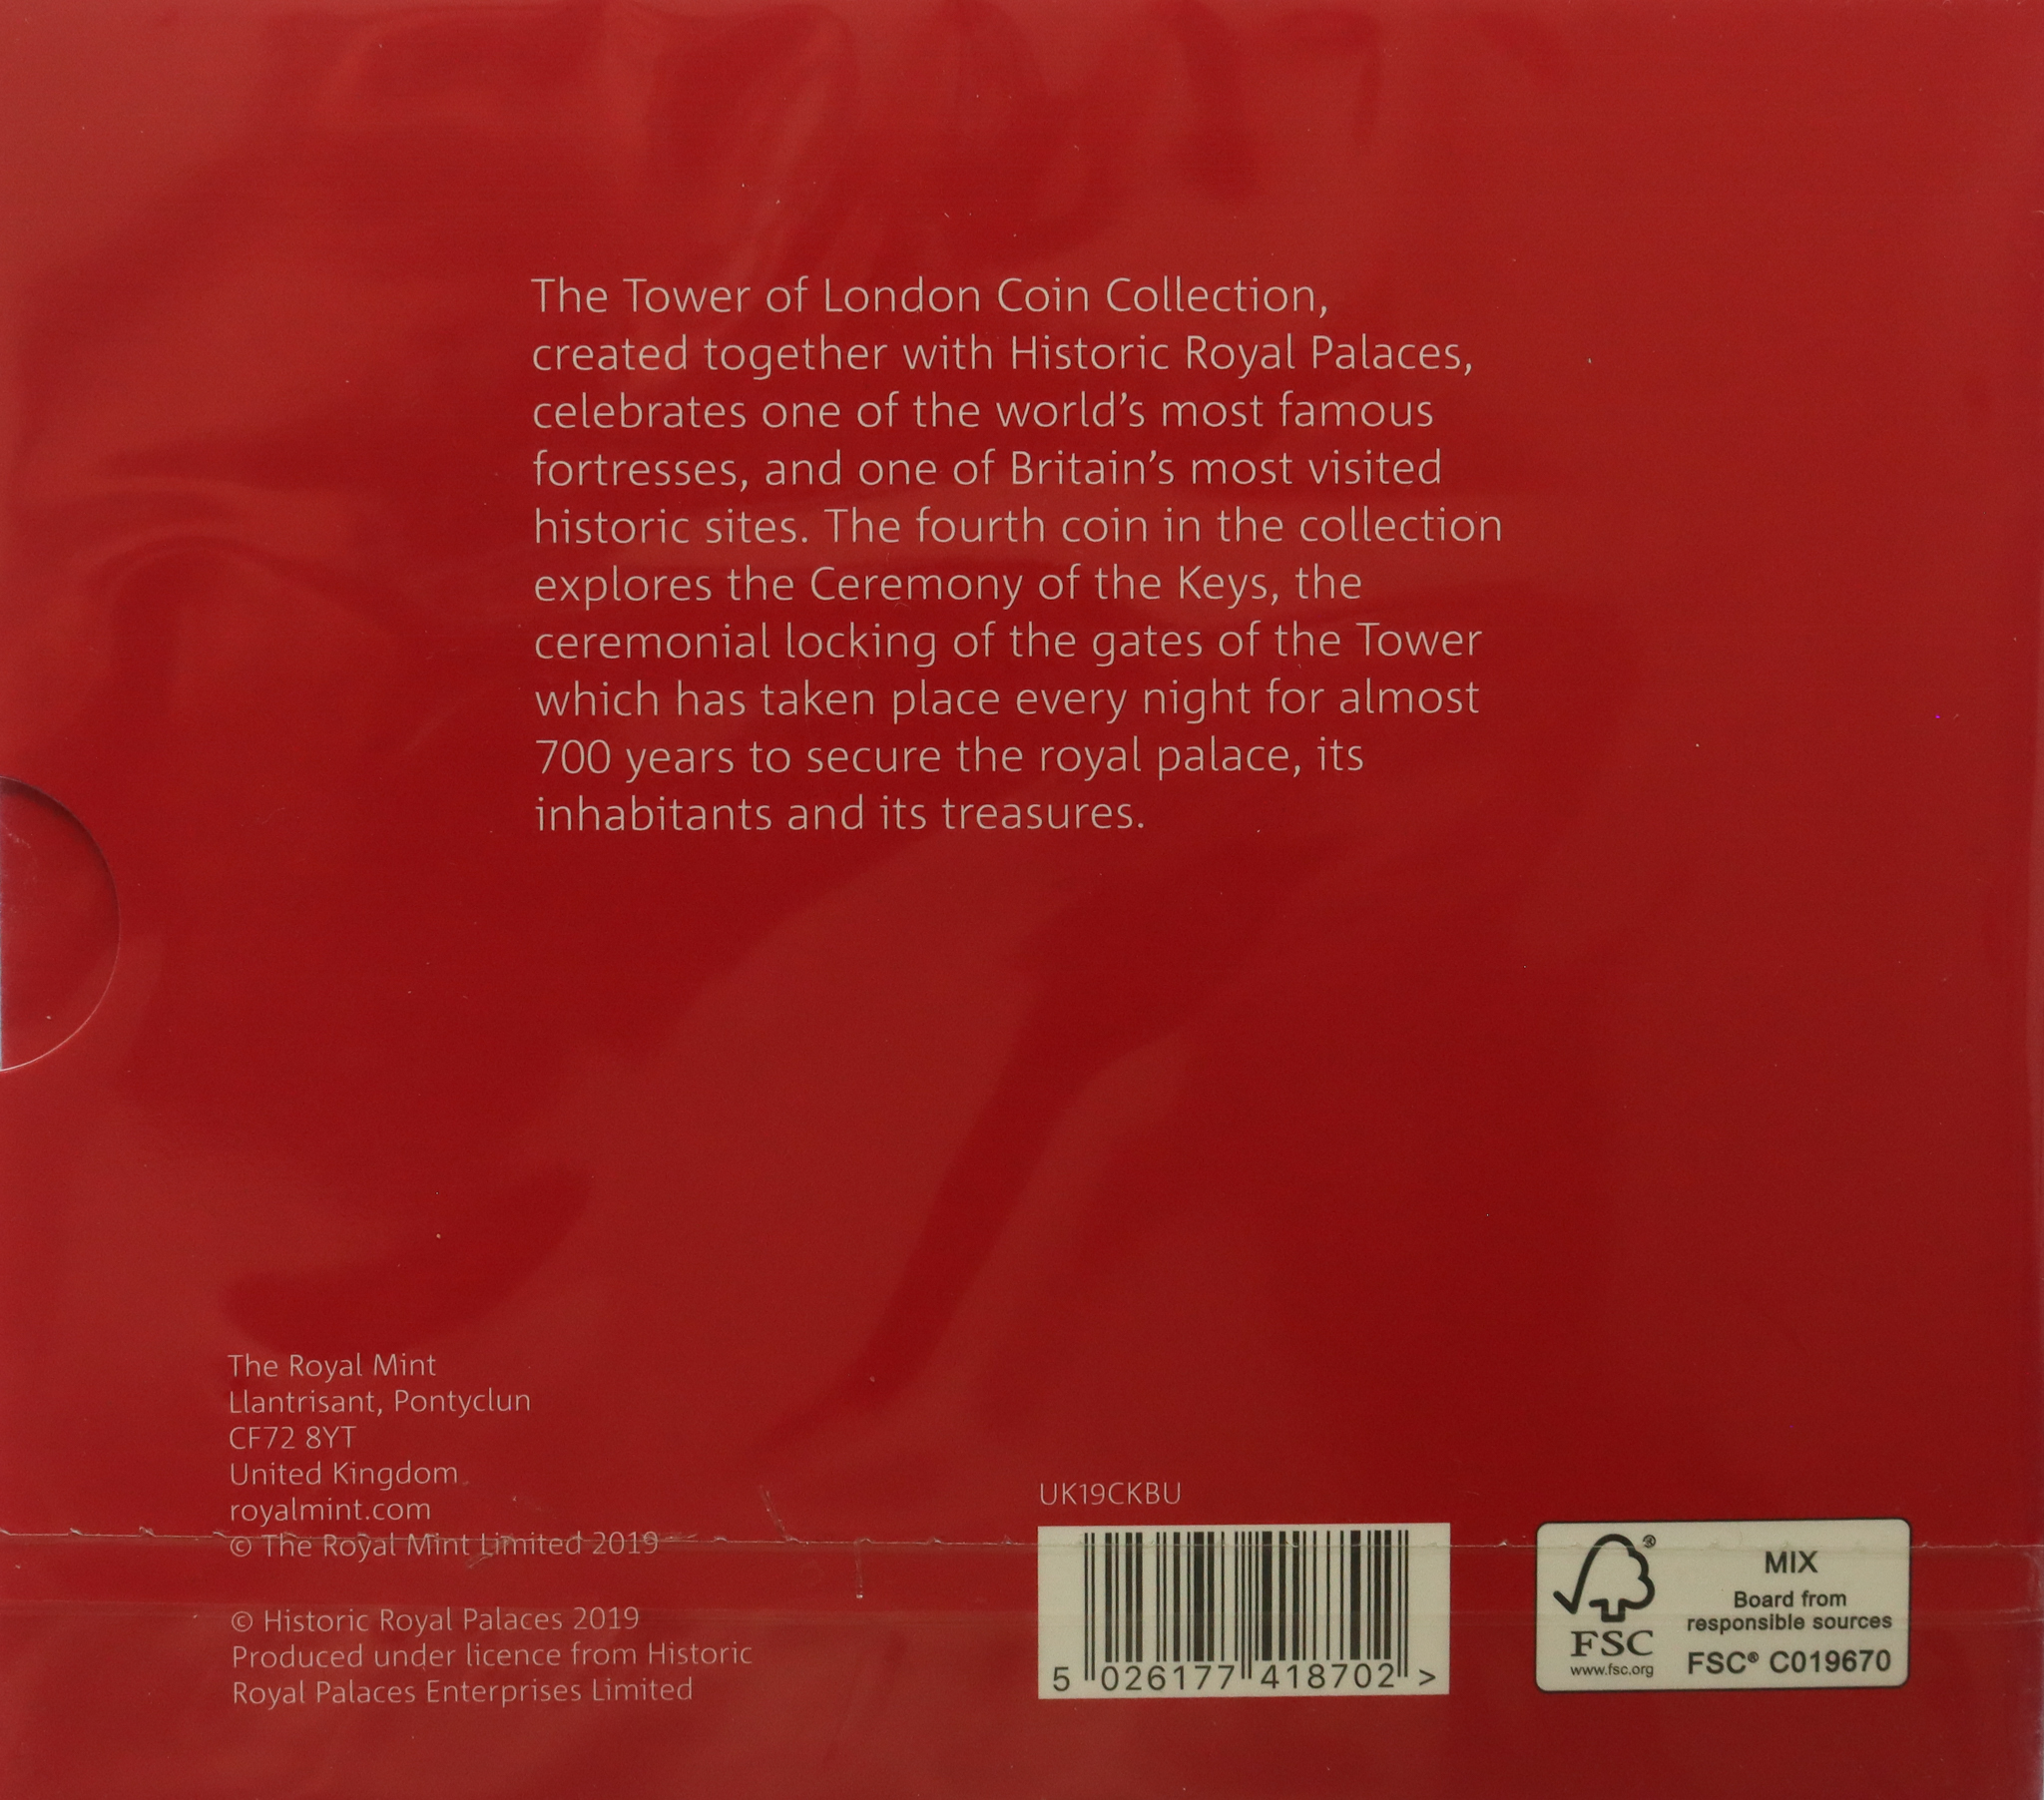 The Tower of London Coin Collection,
created together with Historic Royal Palaces,
celebrates one of the world’s most famous
fortresses, and one of Britain’s most visited
historic sites. The fourth coin in the collection
explores the Ceremony of the Keys, the
ceremonial locking of the gates of the Tower
which has taken place every night for almost
700 years to secure the royal palace, its
inhabitants and its treasures.
The Royal Mint
Llantrisant, Pontyclun
CF72 8YT
United Kingdom
royalmint.com
© The Royal Mint Limited 2019
© Historic Royal Palaces 2019
Produced under licence from Historic
Royal Palaces Enterprises Limited
UK19CKBU
5 026177 418702 >
®
FSC
www.fsc.org
MIX
Board from
responsible sources
FSC® C019670